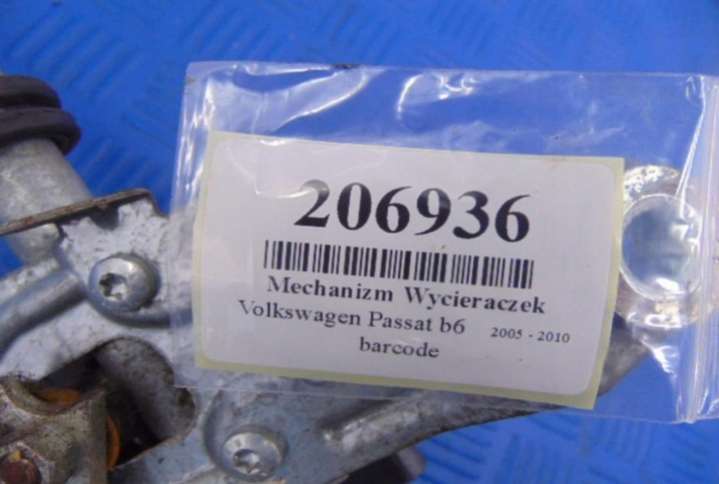 206936
Mechanizm Wycieraczek
Volkswagen Passat b6 2005 - 2010
barcode